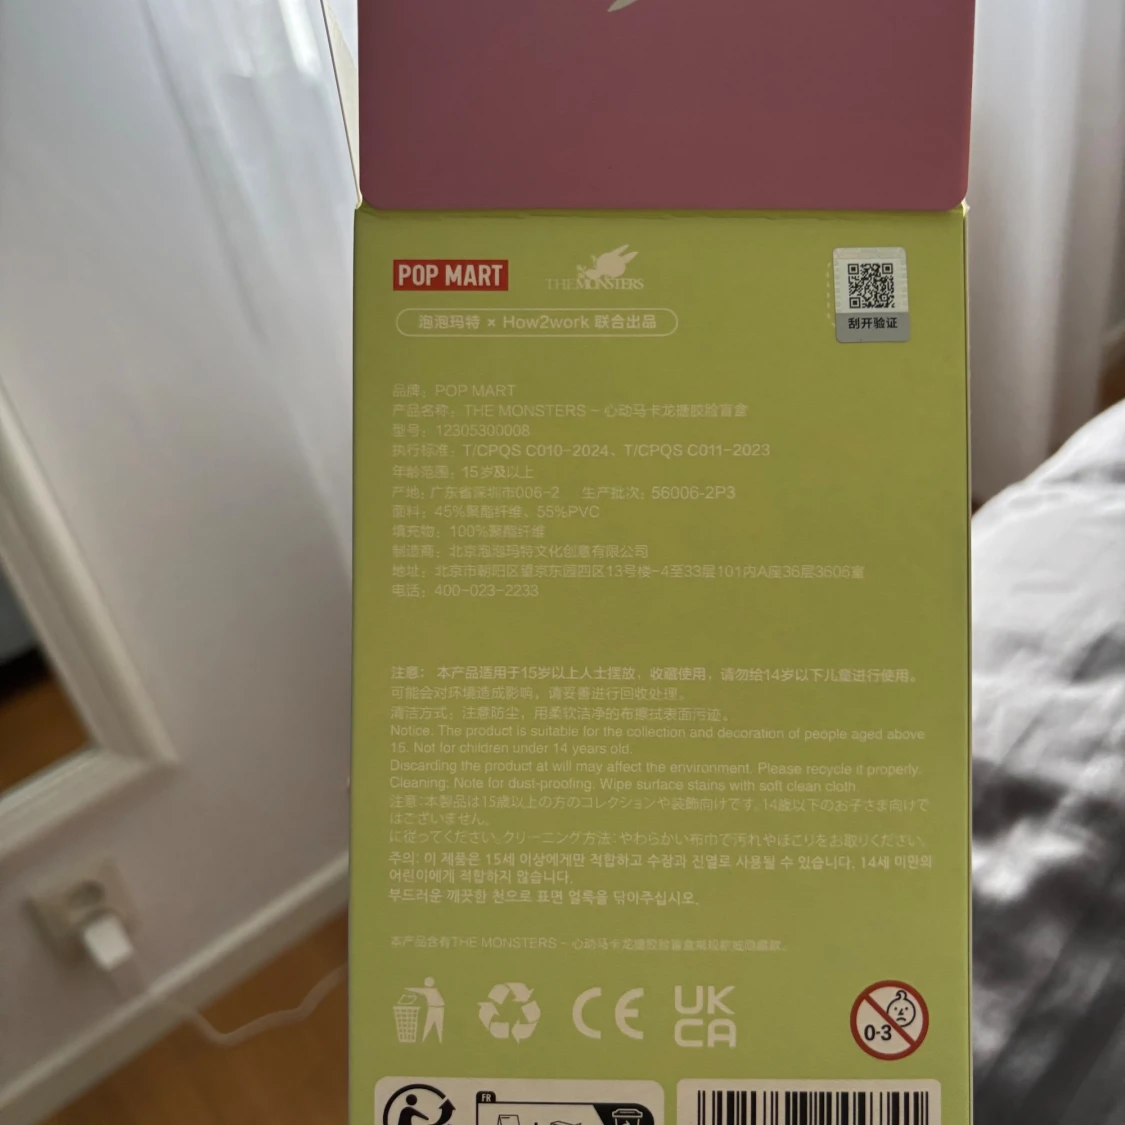 POP MART
THE MONSTERS
泡泡玛特 × How2work 联合出品
刮开验证
品牌：POP MART
产品名称：THE MONSTERS - 心动马卡龙搪胶脸盲盒
型号：12305300008
执行标准：T/CPQS C010-2024、T/CPQS C011-2023
年龄范围：15岁及以上
产地：广东省深圳市006-2 生产批次：56006-2P3
面料：45%聚酯纤维、55%PVC
填充物：100%聚酯纤维
制造商：北京泡泡玛特文化创意有限公司
地址：北京市朝阳区望京东园四区13号楼-4至33层101内A座36层3606室
电话：400-023-2233
注意： 本产品适用于15岁以上人士摆放，收藏使用，请勿给14岁以下儿童进行使用。
可能会对环境造成影响，请妥善进行回收处理。
清洁方式：注意防尘，用柔软洁净的布擦拭表面污迹。
Notice: The product is suitable for the collection and decoration of people aged above
15. Not for children under 14 years old.
Discarding the product at will may affect the environment. Please recycle it properly.
Cleaning: Note for dust-proofing. Wipe surface stains with soft clean cloth.
注意:本製品は15歳以上の方のコレクションや装飾向けです。14歳以下のお子さま向けで
はございません。
に従ってください。クリーニング方法：やわらかい布巾で汚れやほこりをお取りください。
주의: 이 제품은 15세 이상에게만 적합하고 수장과 진열로 사용될 수 있습니다. 14세 미만의
어린이에게 적합하지 않습니다.
부드러운 깨끗한 천으로 표면 얼룩을 닦아주십시오.
本产品含有THE MONSTERS - 心动马卡龙搪胶脸盲盒
CE
UK
CA
0-3
FR